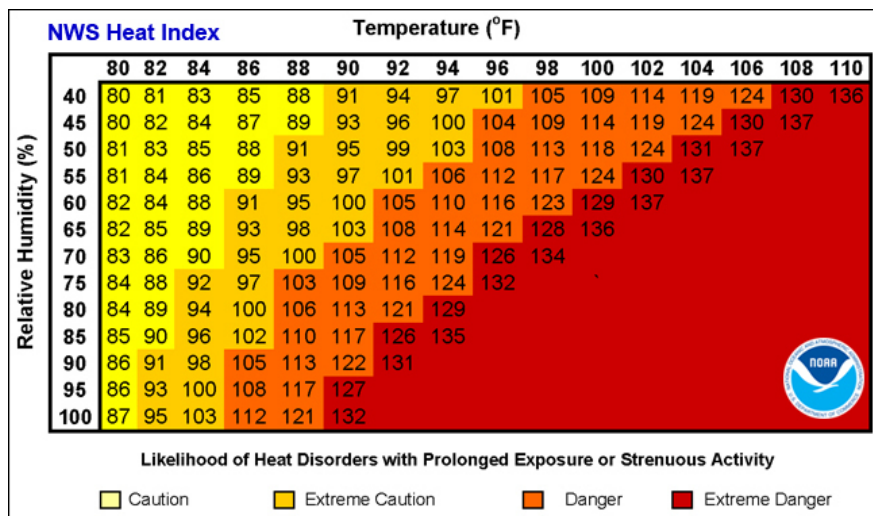 NWS Heat Index Temperature (°F)
80 82 84 86 88 90 92 94 96 98 100 102 104 106 108 110
40 80 81 83 85 88 91 94 97 101 105 109 114 119 124 130 136
45 80 82 84 87 89 93 96 100 104 109 114 119 124 130 137
50 81 83 85 88 91 95 99 103 108 113 118 124 131 137
55 81 84 86 89 93 97 101 106 112 117 124 130 137
60 82 84 88 91 95 100 105 110 116 123 129 137
65 82 85 89 93 98 103 108 114 121 128 136
70 83 86 90 95 100 105 112 119 126 134
75 84 88 92 97 103 109 116 124 132
80 84 89 94 100 106 113 121 129
85 85 90 96 102 110 117 126 135
90 86 91 98 105 113 122 131
95 86 93 100 108 117 127
100 87 95 103 112 121 132
Relative Humidity (%)
NOAA
Likelihood of Heat Disorders with Prolonged Exposure or Strenuous Activity
Caution Extreme Caution Danger Extreme Danger